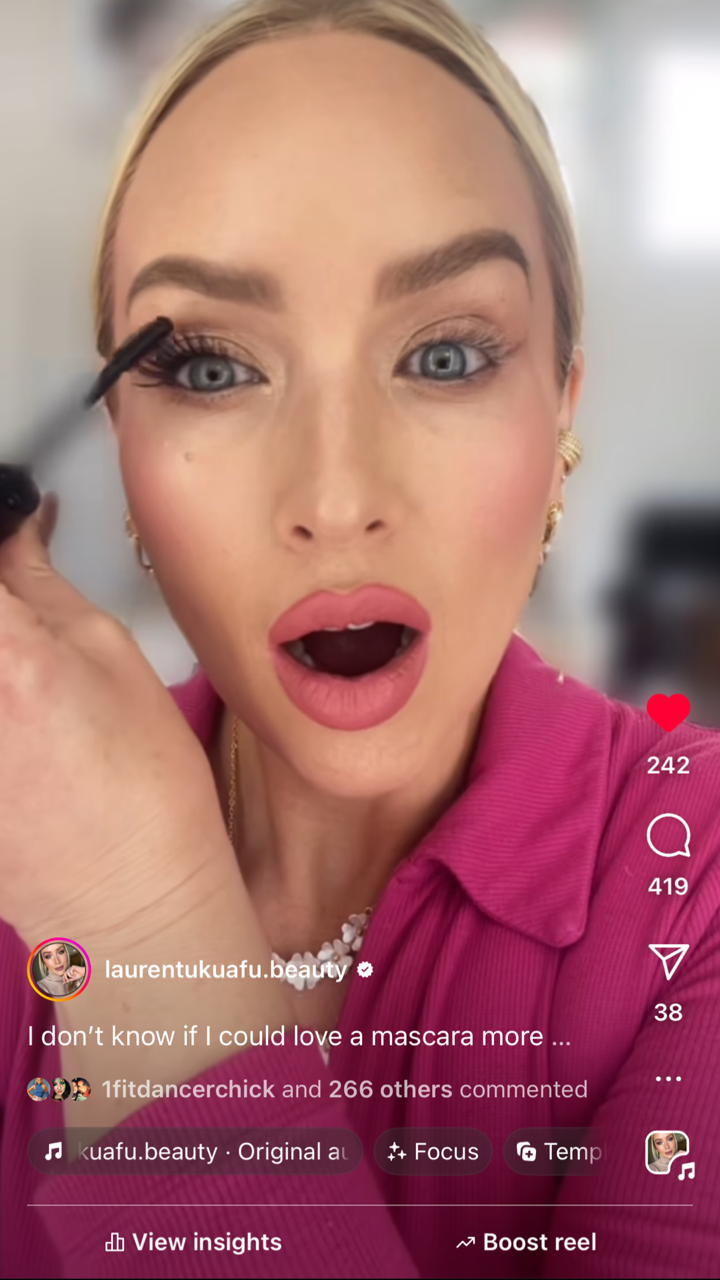 242
419
38
laurentukuafu.beauty
I don’t know if I could love a mascara more ...
1fitdancerchick and 266 others commented
kuafu.beauty · Original au
Focus
Temp
View insights
Boost reel